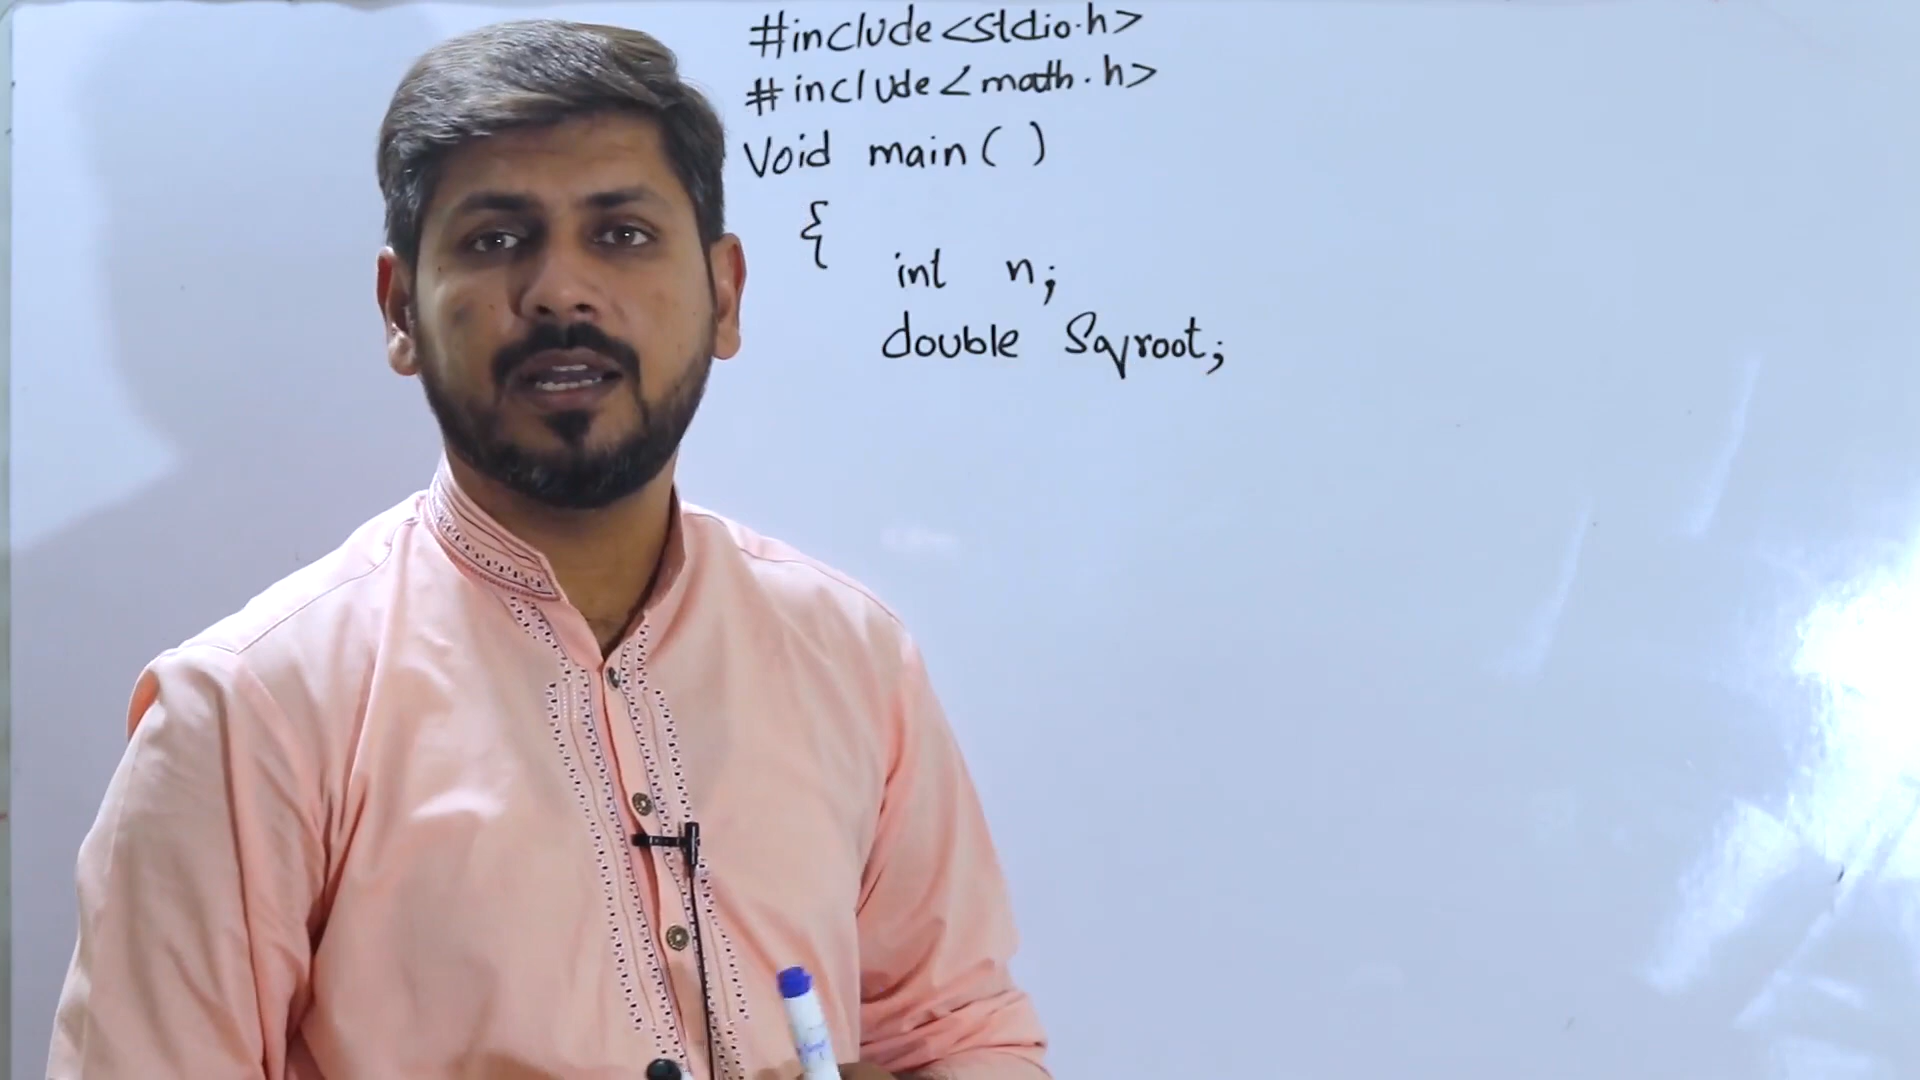 #include<stdio.h>
#include<math.h>
Void main( )
{
int n;
double Sqroot;